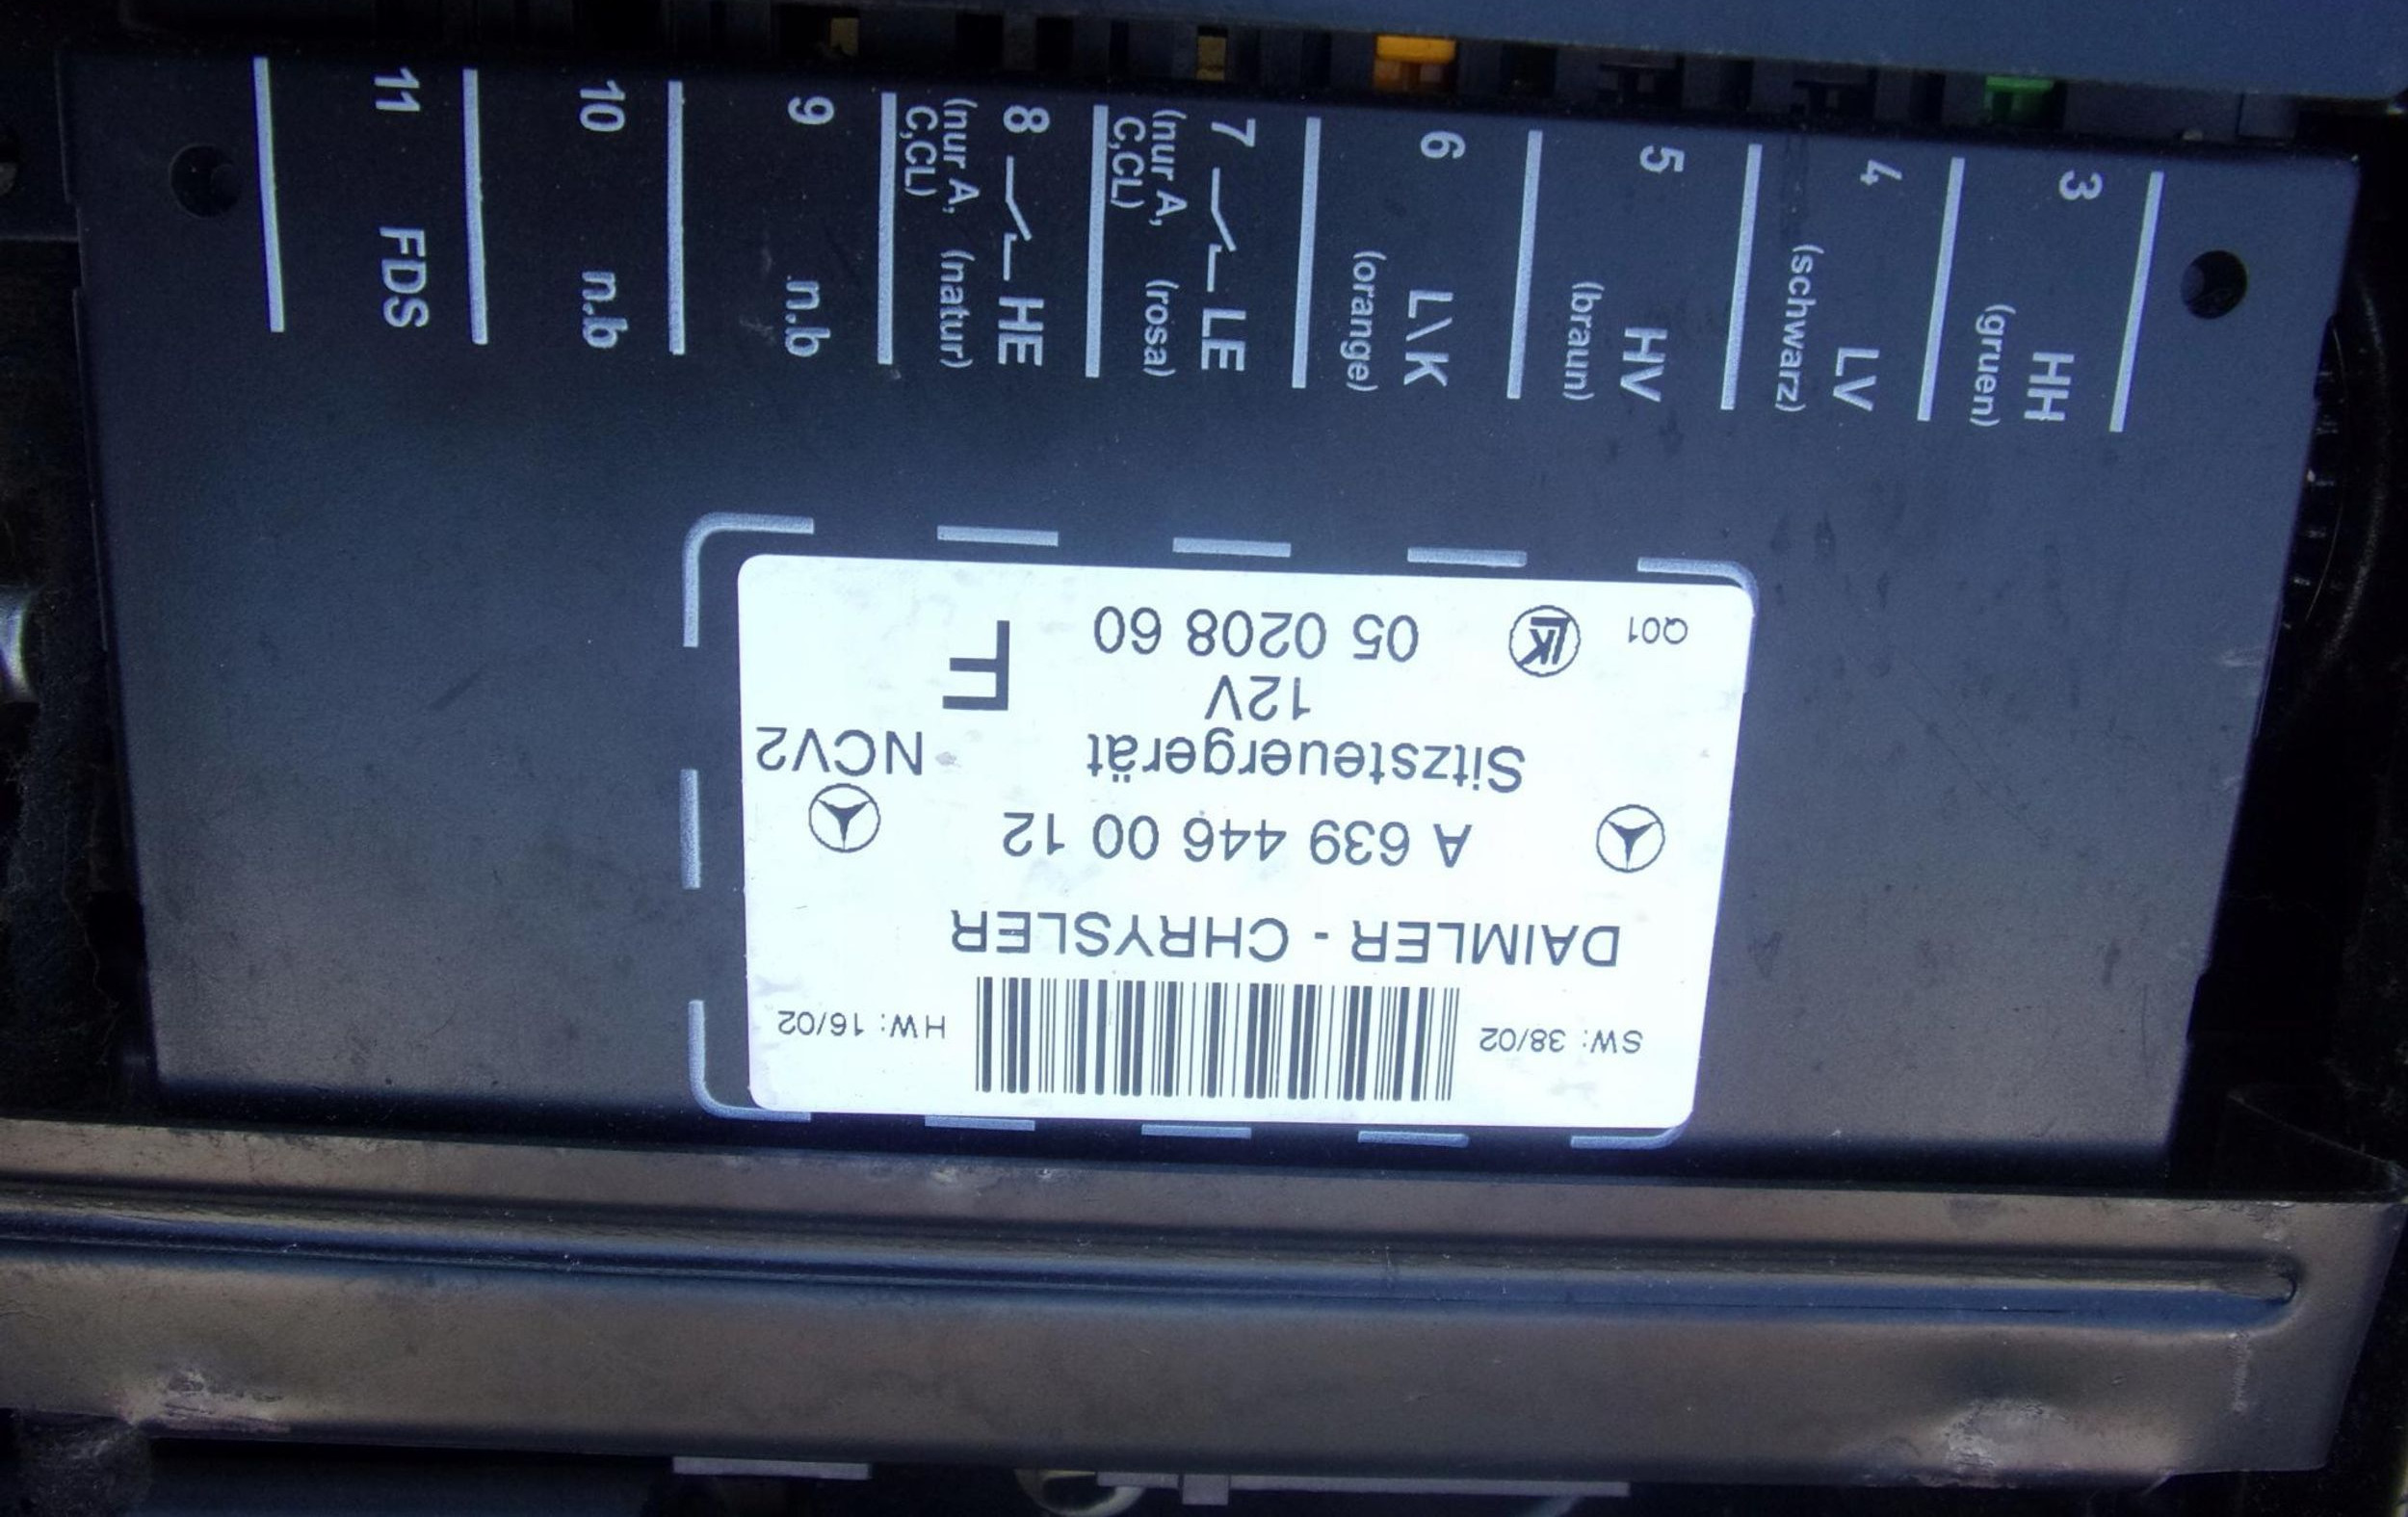 3 HH
(gruen)
4 LV
(schwarz)
5 HV
(braun)
6 L\K
(orange)
7 LE
(nur A, (rosa)
C,CL)
8 HE
(nur A, (natur)
C,CL)
9 n.b
10 n.b
11 FDS
SW: 38/02 HW: 16/02
DAIMLER - CHRYSLER
A 639 446 00 12
Sitzsteuergerät NCV2
12V
F
Q01 LK 05 0208 60